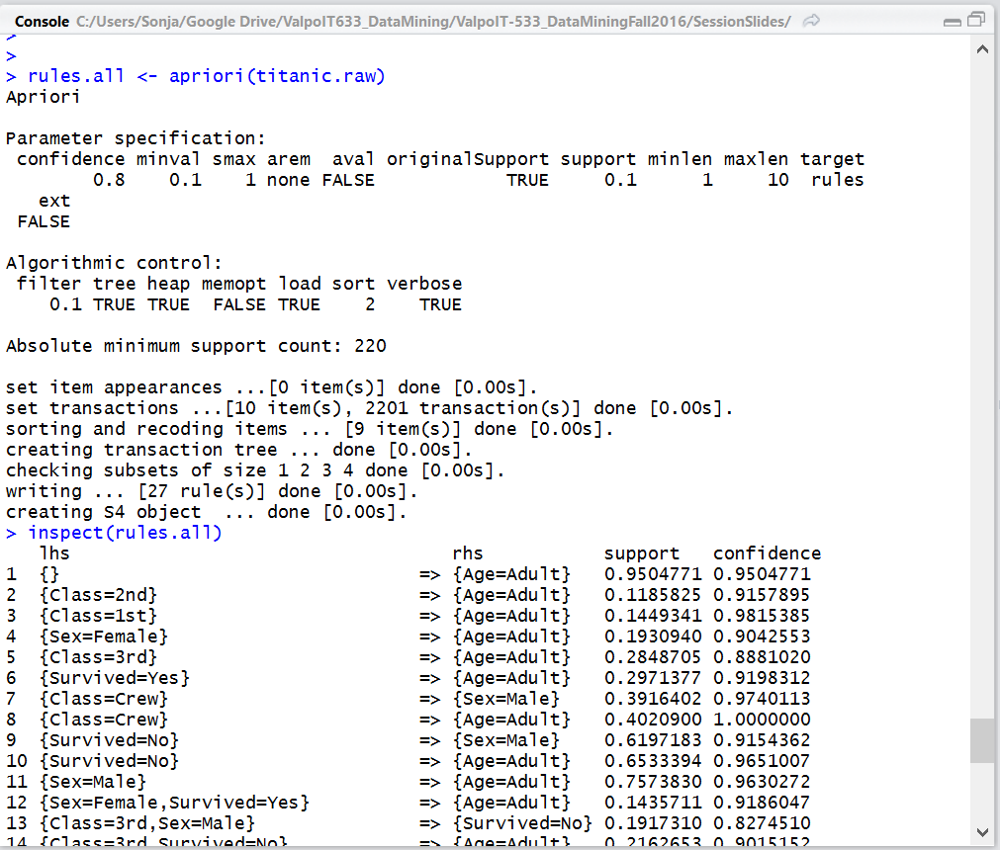 Console C:/Users/Sonja/Google Drive/ValpoIT633_DataMining/ValpoIT-533_DataMiningFall2016/SessionSlides/
>
>
> rules.all <- apriori(titanic.raw)
Apriori

Parameter specification:
 confidence minval smax arem  aval originalSupport support minlen maxlen target
        0.8    0.1    1 none FALSE            TRUE     0.1      1     10  rules
   ext
 FALSE

Algorithmic control:
 filter tree heap memopt load sort verbose
    0.1 TRUE TRUE  FALSE TRUE    2    TRUE

Absolute minimum support count: 220

set item appearances ...[0 item(s)] done [0.00s].
set transactions ...[10 item(s), 2201 transaction(s)] done [0.00s].
sorting and recoding items ... [9 item(s)] done [0.00s].
creating transaction tree ... done [0.00s].
checking subsets of size 1 2 3 4 done [0.00s].
writing ... [27 rule(s)] done [0.00s].
creating S4 object  ... done [0.00s].
> inspect(rules.all)
   lhs                                 rhs           support   confidence
1  {}                               => {Age=Adult}   0.9504771 0.9504771
2  {Class=2nd}                      => {Age=Adult}   0.1185825 0.9157895
3  {Class=1st}                      => {Age=Adult}   0.1449341 0.9815385
4  {Sex=Female}                     => {Age=Adult}   0.1930940 0.9042553
5  {Class=3rd}                      => {Age=Adult}   0.2848705 0.8881020
6  {Survived=Yes}                   => {Age=Adult}   0.2971377 0.9198312
7  {Class=Crew}                     => {Sex=Male}    0.3916402 0.9740113
8  {Class=Crew}                     => {Age=Adult}   0.4020900 1.0000000
9  {Survived=No}                    => {Sex=Male}    0.6197183 0.9154362
10 {Survived=No}                    => {Age=Adult}   0.6533394 0.9651007
11 {Sex=Male}                       => {Age=Adult}   0.7573830 0.9630272
12 {Sex=Female,Survived=Yes}        => {Age=Adult}   0.1435711 0.9186047
13 {Class=3rd,Sex=Male}             => {Survived=No} 0.1917310 0.8274510
14 {Class=3rd,Survived=No}          => {Age=Adult}   0.2162653 0.9015152